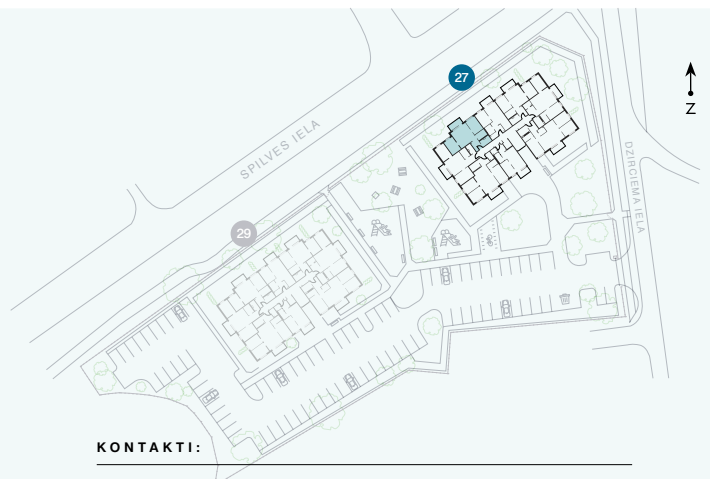 27
Z
SPILVES IELA
DZIRCIEMA IELA
29
KONTAKTI: